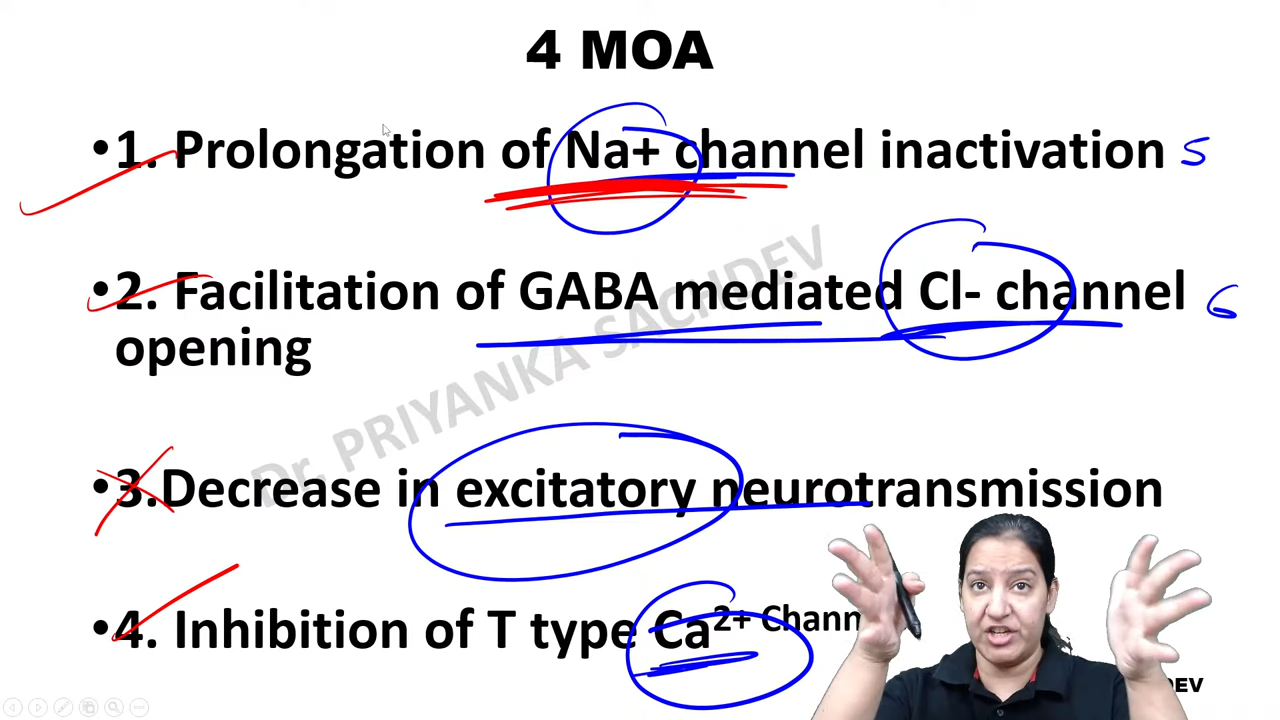 4 MOA
•1. Prolongation of Na+ channel inactivation 5
•2. Facilitation of GABA mediated Cl- channel 6
opening
Dr. PRIYANKA SACHDEV
•3.Decrease in excitatory neurotransmission
•4. Inhibition of T type Ca2+ Chann
DEV